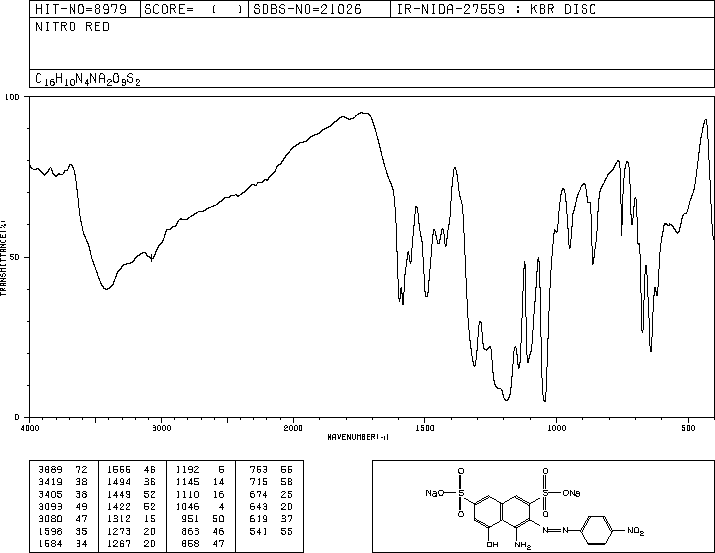 HIT-NO=8979 SCORE= ( ) SDBS-NO=21026 IR-NIDA-27559 : KBR DISC
NITRO RED
C16H10N4NA2O9S2
100
50
0
TRANSMITTANCE(%)
4000 3000 2000 1500 1000 500
WAVENUMBER(-1)
3889 72 1566 46 1192 5 753 55
3419 38 1494 36 1145 14 715 58
3405 38 1449 52 1110 16 674 25
3093 49 1422 52 1046 4 643 20
3080 47 1312 15 951 50 619 37
1596 35 1273 20 863 46 541 55
1584 34 1267 20 858 47
O O
NaO-S S-ONa
O O
N=N NO2
OH NH2